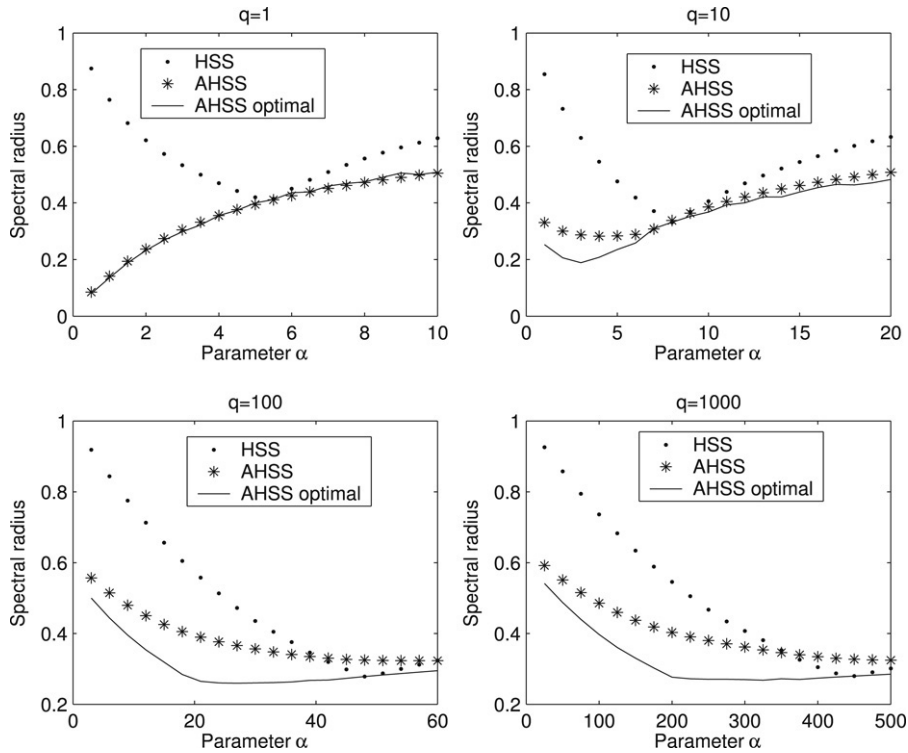 q=1
1
0.8
0.6
0.4
0.2
0
0 2 4 6 8 10
Spectral radius
Parameter α
HSS
AHSS
AHSS optimal
q=10
1
0.8
0.6
0.4
0.2
0
0 5 10 15 20
Spectral radius
Parameter α
HSS
AHSS
AHSS optimal
q=100
1
0.8
0.6
0.4
0.2
0 20 40 60
Spectral radius
Parameter α
HSS
AHSS
AHSS optimal
q=1000
1
0.8
0.6
0.4
0.2
0 100 200 300 400 500
Spectral radius
Parameter α
HSS
AHSS
AHSS optimal